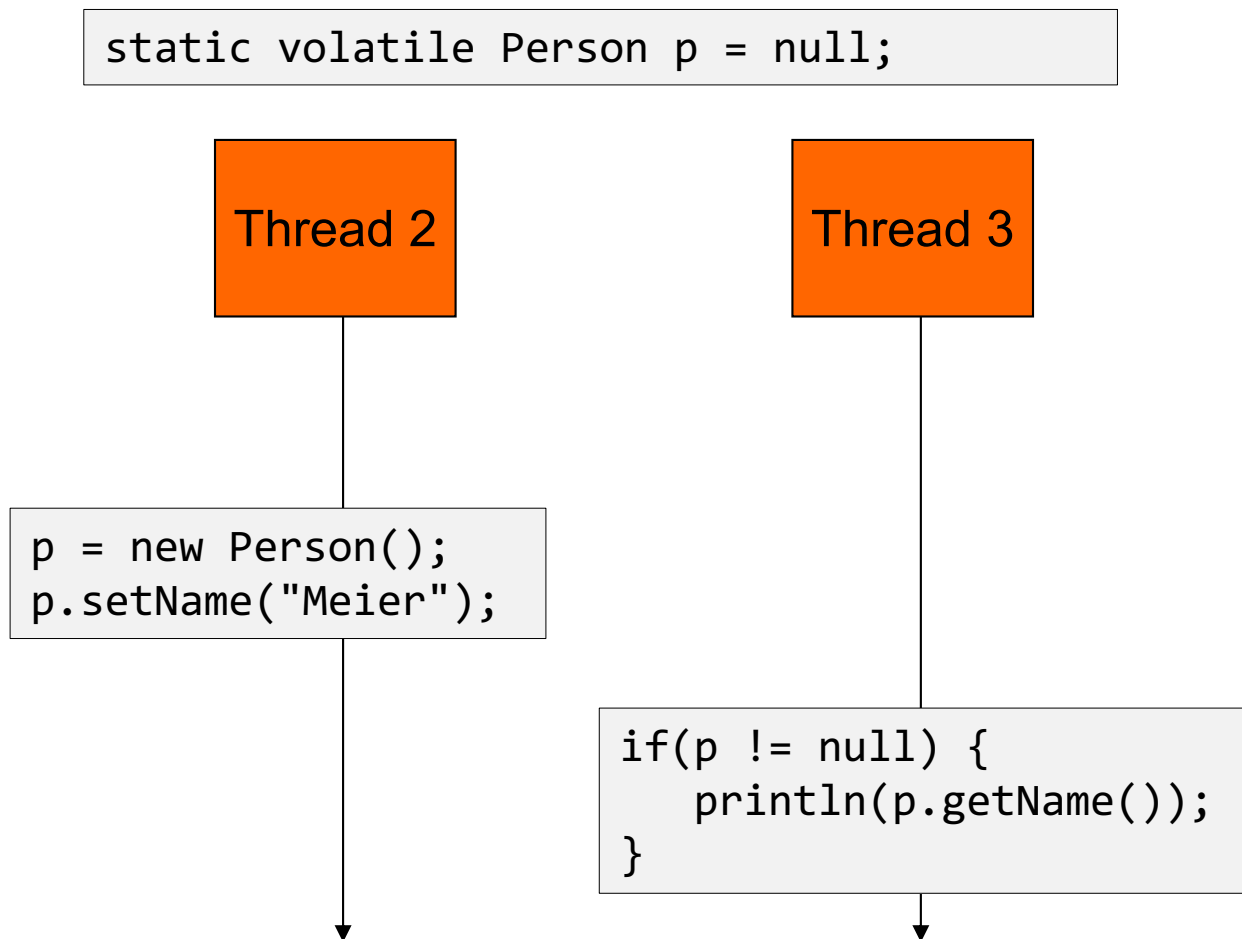 static volatile Person p = null;
Thread 2
Thread 3
p = new Person();
p.setName("Meier");
if(p != null) {
   println(p.getName());
}